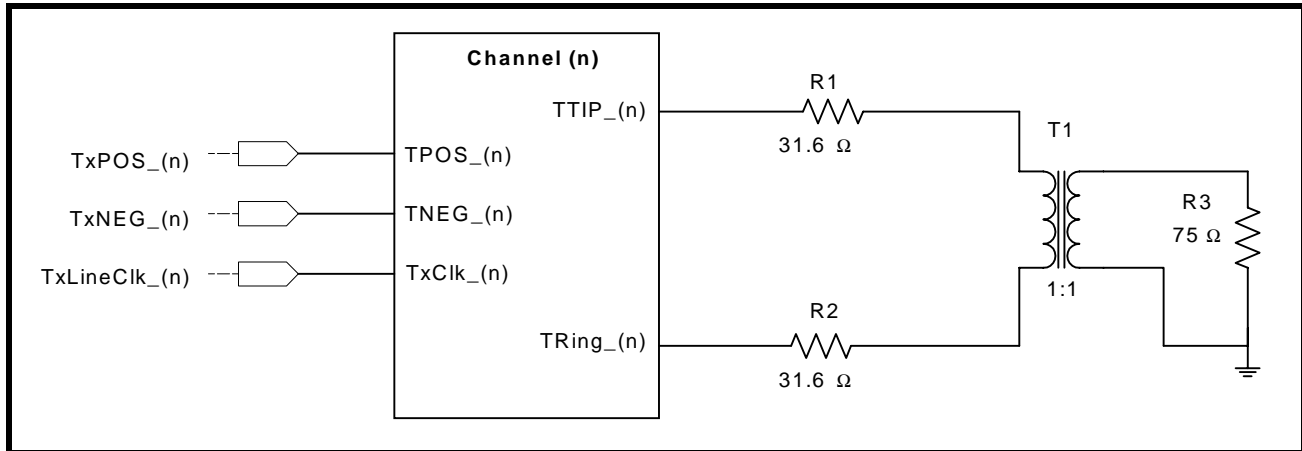 Channel (n)
TTIP_(n)
R1
31.6 Ω
T1
TxPOS_(n)
TPOS_(n)
TxNEG_(n)
TNEG_(n)
R3
75 Ω
TxLineClk_(n)
TxClk_(n)
1:1
TRing_(n)
R2
31.6 Ω